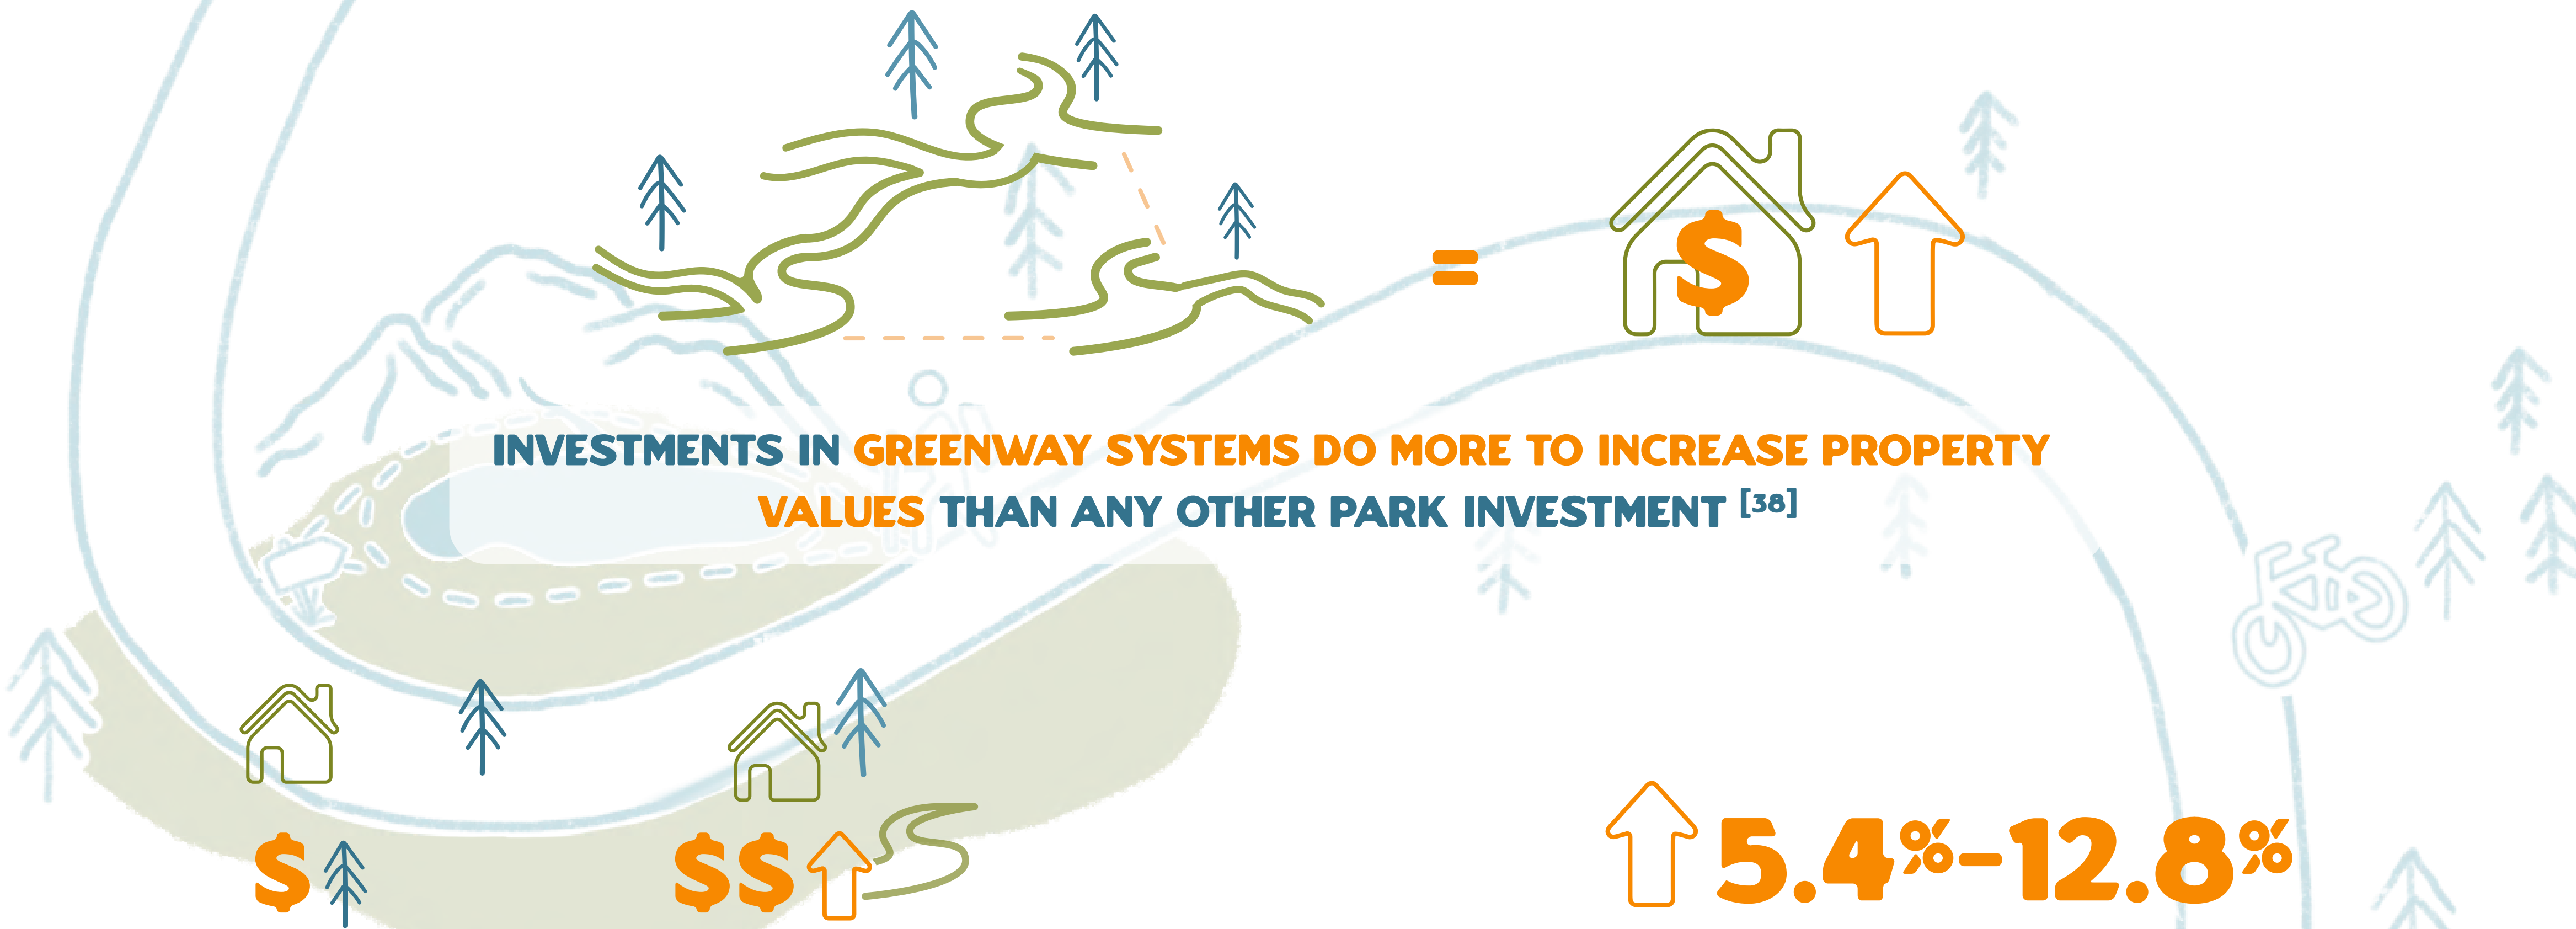 $
=
INVESTMENTS IN GREENWAY SYSTEMS DO MORE TO INCREASE PROPERTY
VALUES THAN ANY OTHER PARK INVESTMENT [38]
$
$$
5.4%-12.8%